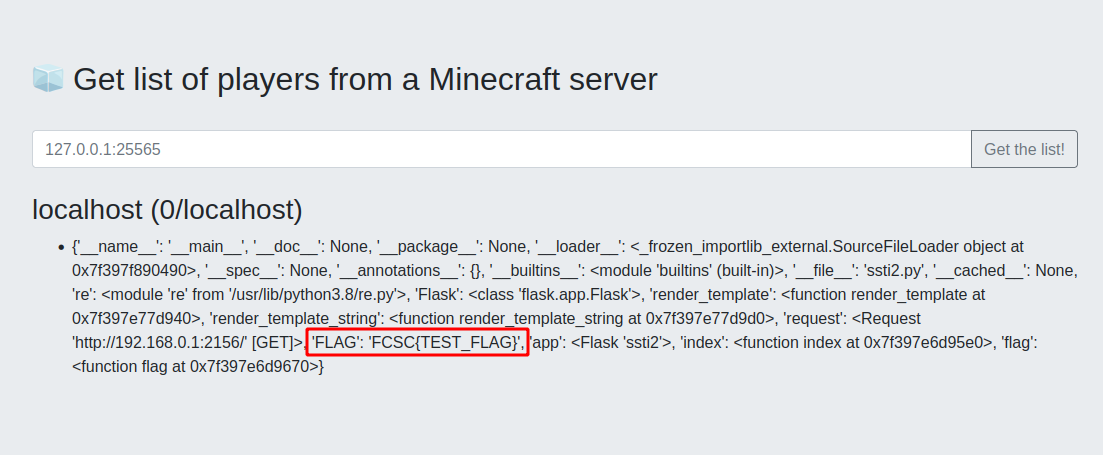 Get list of players from a Minecraft server
127.0.0.1:25565
Get the list!
localhost (0/localhost)
• {'__name__': '__main__', '__doc__': None, '__package__': None, '__loader__': <_frozen_importlib_external.SourceFileLoader object at
0x7f397f890490>, '__spec__': None, '__annotations__': {}, '__builtins__': <module 'builtins' (built-in)>, '__file__': 'ssti2.py', '__cached__': None,
're': <module 're' from '/usr/lib/python3.8/re.py'>, 'Flask': <class 'flask.app.Flask'>, 'render_template': <function render_template at
0x7f397e77d940>, 'render_template_string': <function render_template_string at 0x7f397e77d9d0>, 'request': <Request
'http://192.168.0.1:2156/' [GET]>, 'FLAG': 'FCSC{TEST_FLAG}', 'app': <Flask 'ssti2'>, 'index': <function index at 0x7f397e6d95e0>, 'flag':
<function flag at 0x7f397e6d9670>}